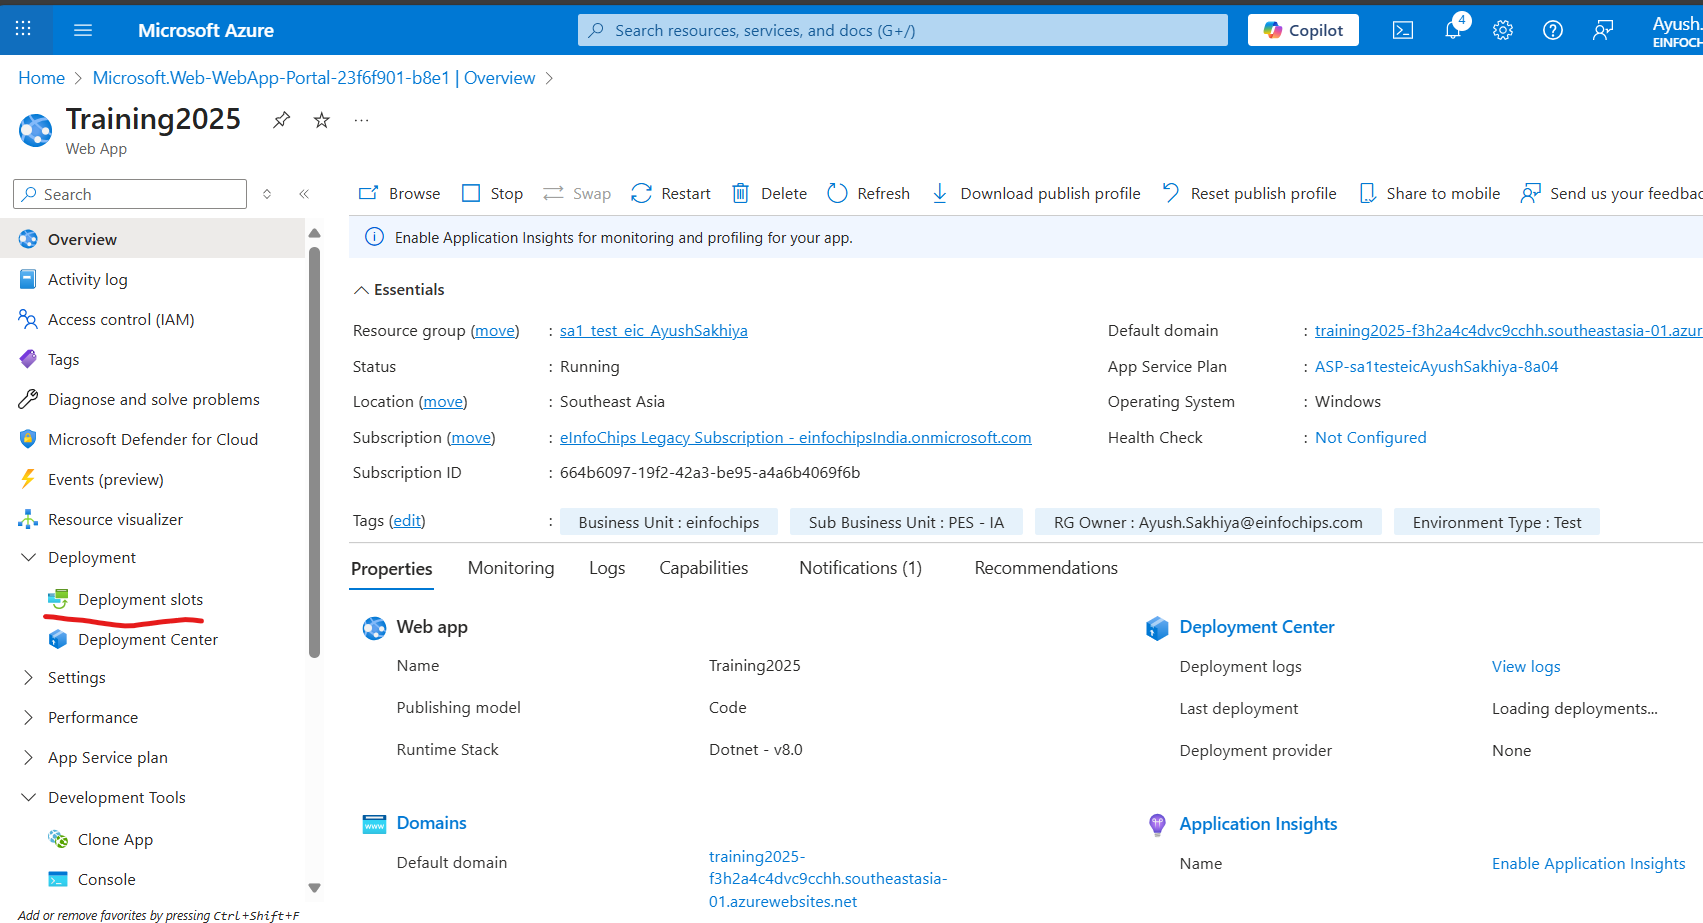 Microsoft Azure
Search resources, services, and docs (G+/)
Copilot
4
Ayush.
EINFOCH
Home > Microsoft.Web-WebApp-Portal-23f6f901-b8e1 | Overview >
Training2025
Web App
Search
Browse
Stop
Swap
Restart
Delete
Refresh
Download publish profile
Reset publish profile
Share to mobile
Send us your feedbac
Overview
Activity log
Access control (IAM)
Tags
Diagnose and solve problems
Microsoft Defender for Cloud
Events (preview)
Resource visualizer
Deployment
Deployment slots
Deployment Center
Settings
Performance
App Service plan
Development Tools
Clone App
Console
Add or remove favorites by pressing Ctrl+Shift+F
Enable Application Insights for monitoring and profiling for your app.
Essentials
Resource group (move) : sa1_test_eic_AyushSakhiya
Status : Running
Location (move) : Southeast Asia
Subscription (move) : eInfoChips Legacy Subscription - einfochipsIndia.onmicrosoft.com
Subscription ID : 664b6097-19f2-42a3-be95-a4a6b4069f6b
Default domain : training2025-f3h2a4c4dvc9cchh.southeastasia-01.azur
App Service Plan : ASP-sa1testeicAyushSakhiya-8a04
Operating System : Windows
Health Check : Not Configured
Tags (edit) : Business Unit : einfochips Sub Business Unit : PES - IA RG Owner : Ayush.Sakhiya@einfochips.com Environment Type : Test
Properties
Monitoring
Logs
Capabilities
Notifications (1)
Recommendations
Web app
Name Training2025
Publishing model Code
Runtime Stack Dotnet - v8.0
Domains
Default domain training2025-
f3h2a4c4dvc9cchh.southeastasia-
01.azurewebsites.net
Deployment Center
Deployment logs View logs
Last deployment Loading deployments...
Deployment provider None
Application Insights
Name Enable Application Insights